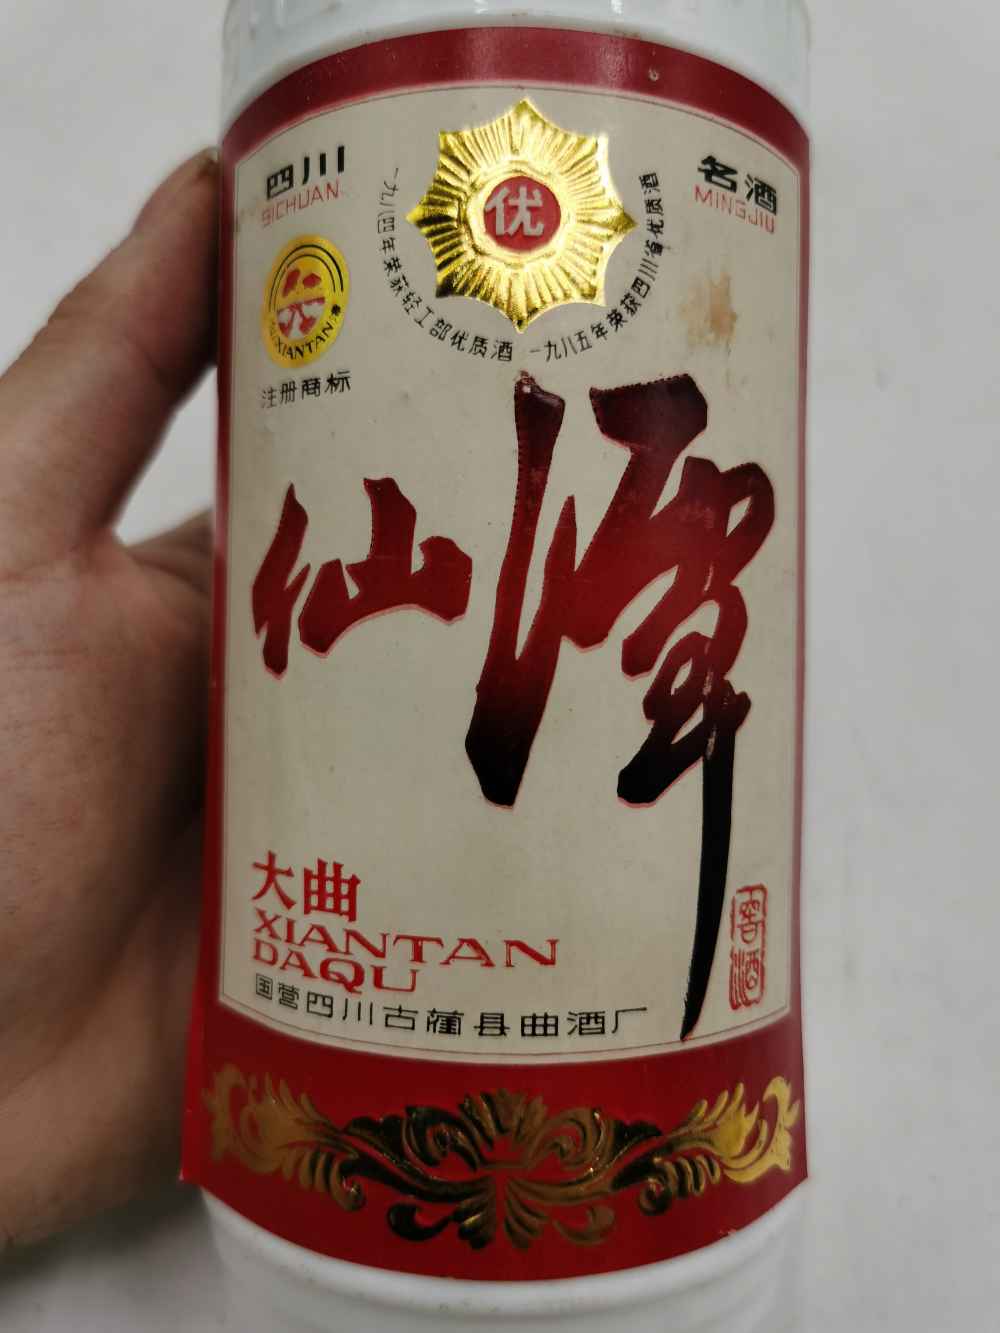 四川
SICHUAN
名酒
MINGJIU
优
一九八四年荣获轻工部优质酒
一九八五年荣获四川省优质酒
XIANTAN
注册商标
仙潭
大曲
XIANTAN
DAQU
国营四川古蔺县曲酒厂
窖酒